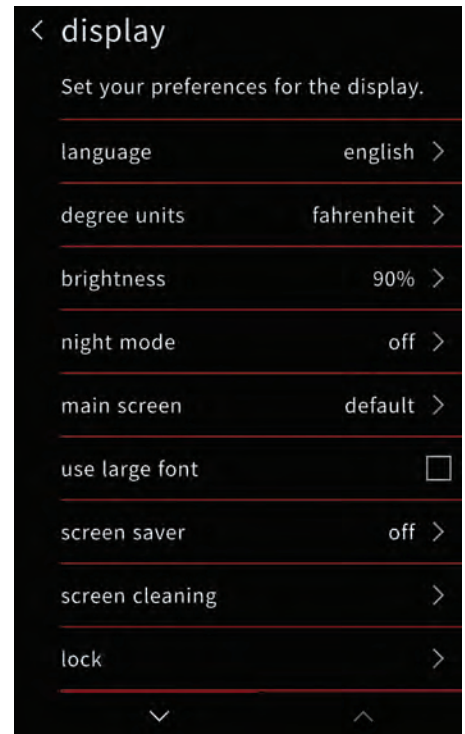 display
Set your preferences for the display.
language english
degree units fahrenheit
brightness 90%
night mode off
main screen default
use large font
screen saver off
screen cleaning
lock